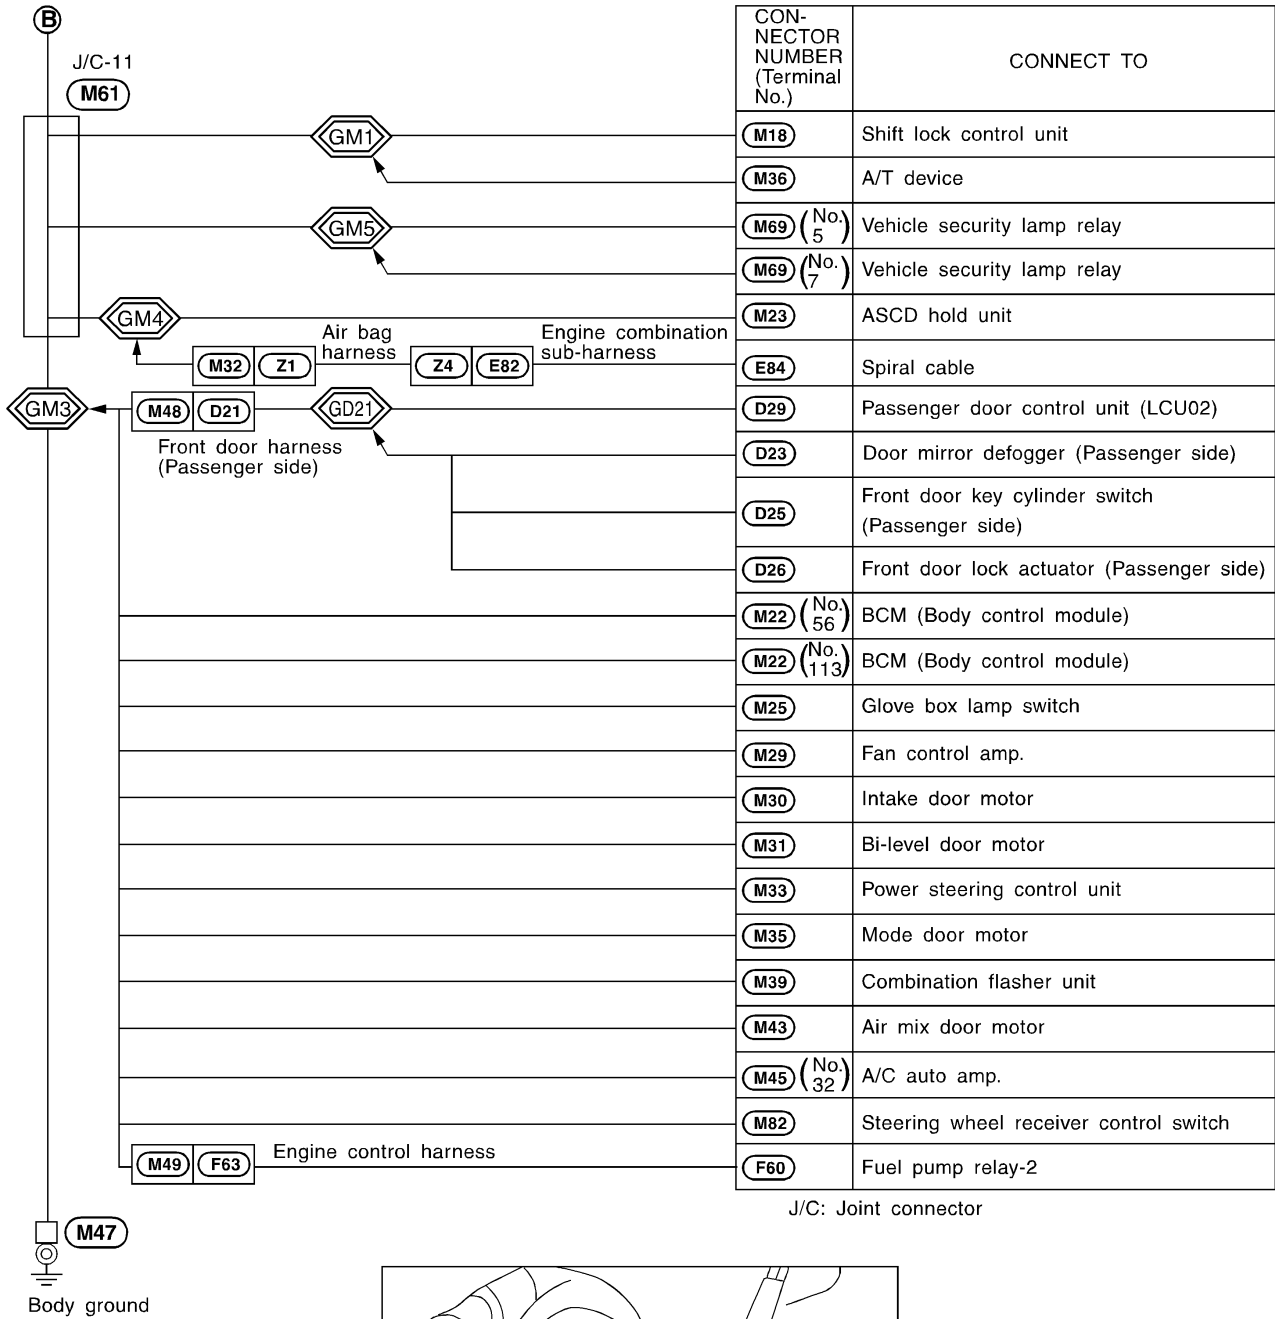 B
J/C-11
M61
CON-
NECTOR
NUMBER
(Terminal
No.)
CONNECT TO
GM1
M18
Shift lock control unit
M36
A/T device
GM5
M69 (No. 5)
Vehicle security lamp relay
M69 (No. 7)
Vehicle security lamp relay
GM4
M23
ASCD hold unit
Air bag
harness
Engine combination
sub-harness
M32 Z1
Z4 E82
E84
Spiral cable
GM3
M48 D21
GD21
D29
Passenger door control unit (LCU02)
Front door harness
(Passenger side)
D23
Door mirror defogger (Passenger side)
D25
Front door key cylinder switch
(Passenger side)
D26
Front door lock actuator (Passenger side)
M22 (No. 56)
BCM (Body control module)
M22 (No. 113)
BCM (Body control module)
M25
Glove box lamp switch
M29
Fan control amp.
M30
Intake door motor
M31
Bi-level door motor
M33
Power steering control unit
M35
Mode door motor
M39
Combination flasher unit
M43
Air mix door motor
M45 (No. 32)
A/C auto amp.
M82
Steering wheel receiver control switch
M49 F63
Engine control harness
F60
Fuel pump relay-2
J/C: Joint connector
M47
Body ground